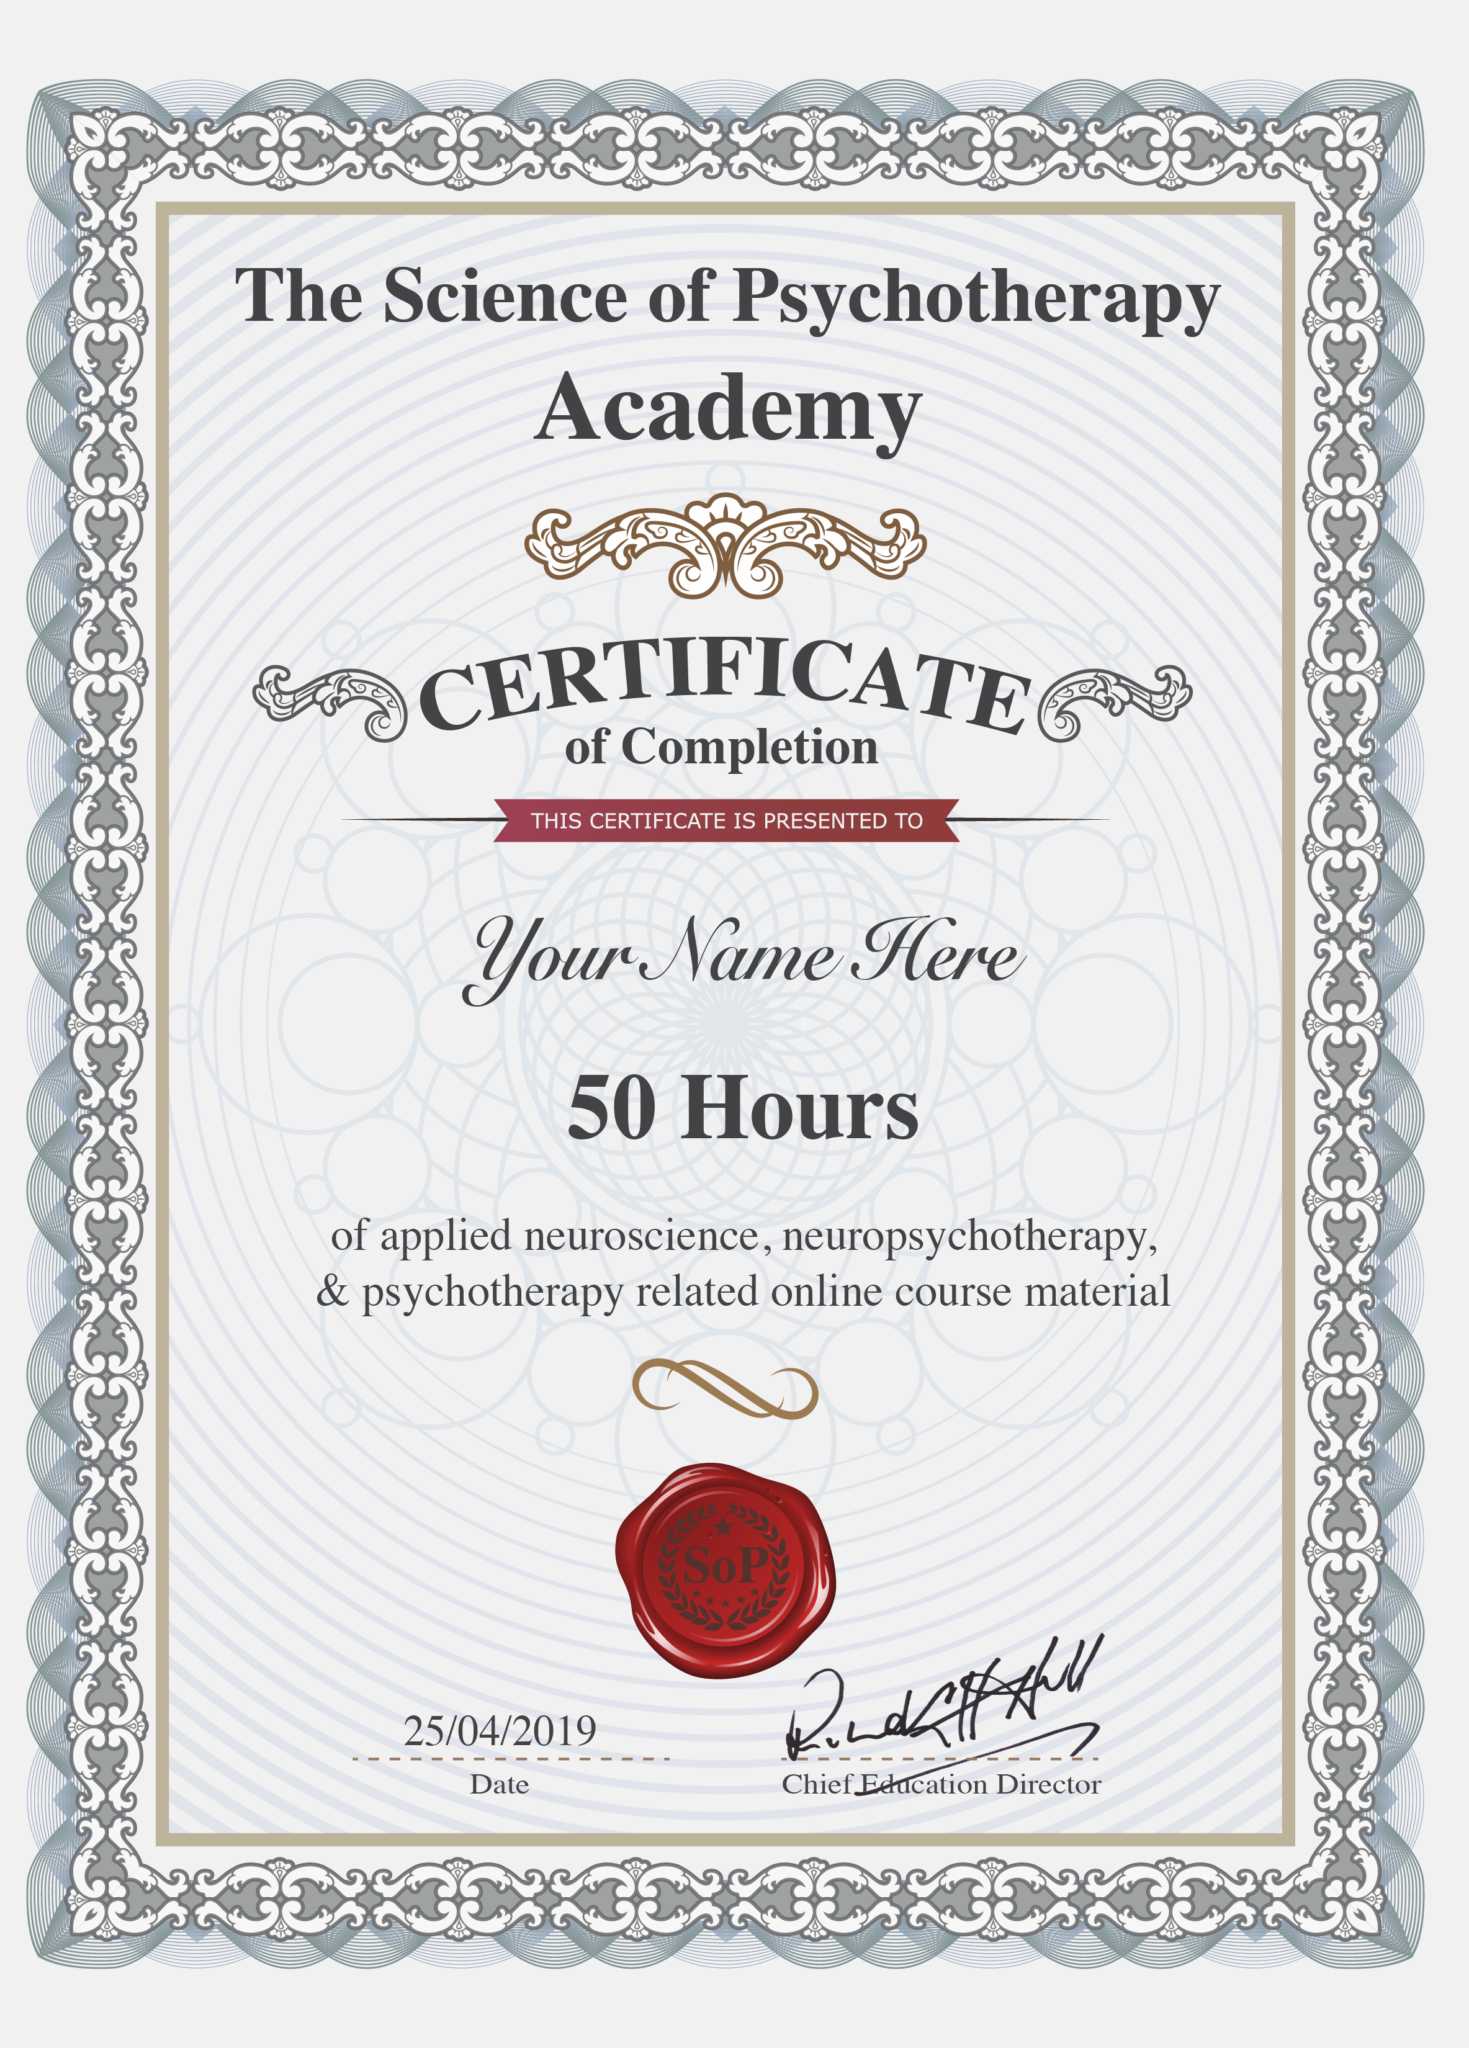 The Science of Psychotherapy
Academy
CERTIFICATE
of Completion
THIS CERTIFICATE IS PRESENTED TO
Your Name Here
50 Hours
of applied neuroscience, neuropsychotherapy,
& psychotherapy related online course material
SoP
25/04/2019
Date
Chief Education Director